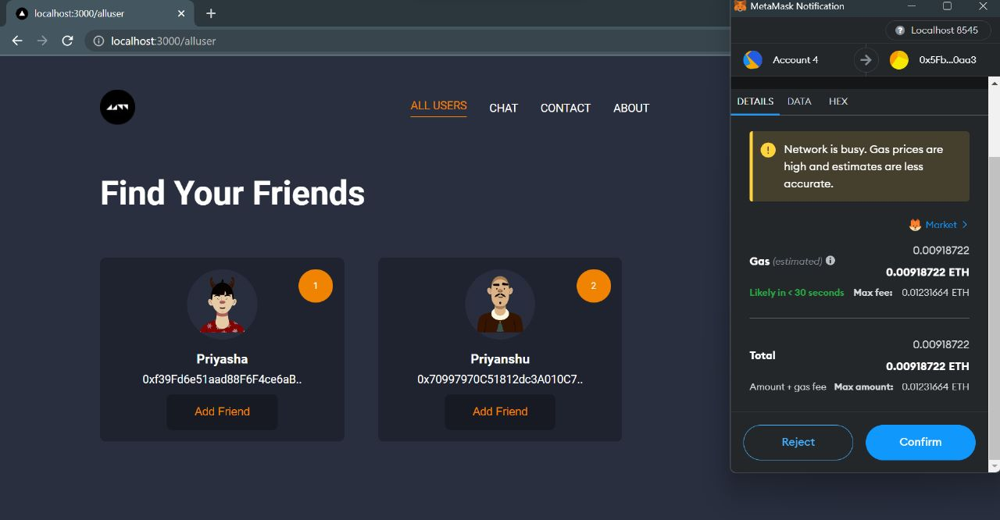 localhost:3000/alluser
localhost:3000/alluser
ALL USERS CHAT CONTACT ABOUT
Find Your Friends
1
Priyasha
0xf39Fd6e51aad88F6F4ce6aB..
Add Friend
2
Priyanshu
0x70997970C51812dc3A010C7..
Add Friend
MetaMask Notification
Localhost 8545
Account 4
0x5Fb...0aa3
DETAILS DATA HEX
Network is busy. Gas prices are
high and estimates are less
accurate.
Market >
0.00918722
Gas (estimated)
0.00918722 ETH
Likely in < 30 seconds Max fee: 0.01231664 ETH
0.00918722
Total
0.00918722 ETH
Amount + gas fee Max amount: 0.01231664 ETH
Reject Confirm